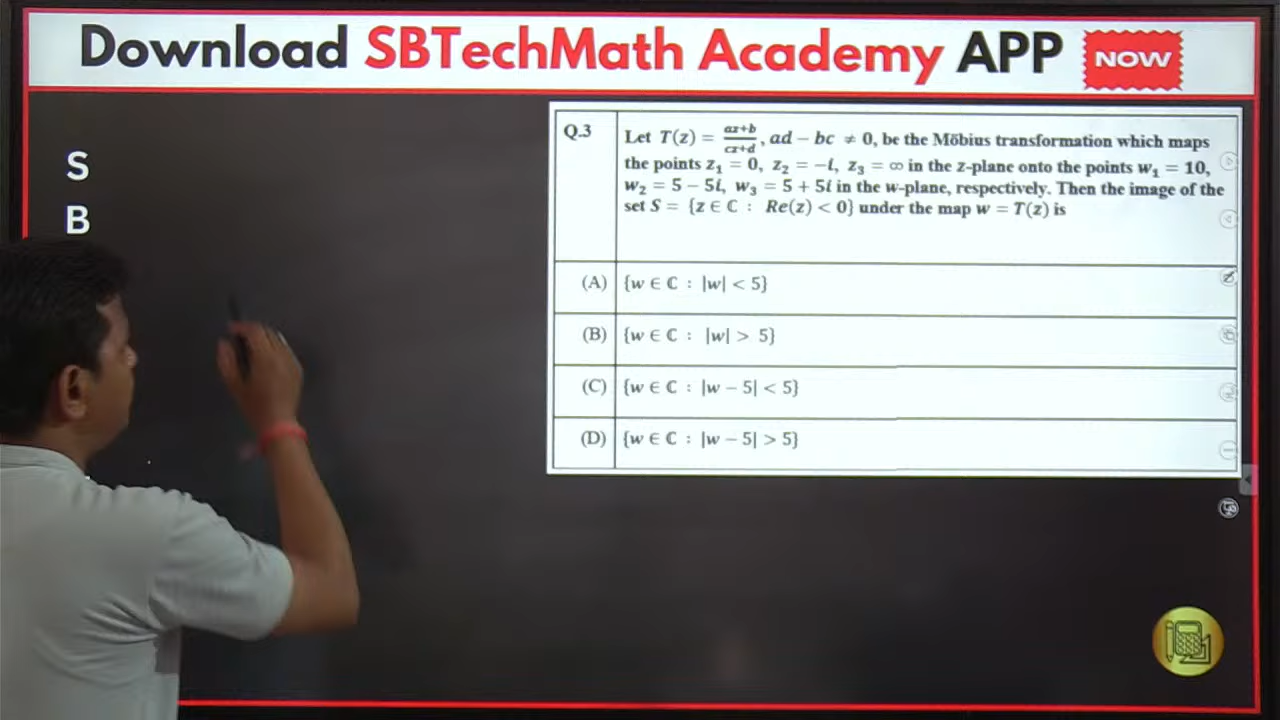 Download SBTechMath Academy APP NOW
S
B
Q.3
Let T(z) = az+b/cz+d, ad − bc ≠ 0, be the Möbius transformation which maps
the points z₁ = 0, z₂ = −i, z₃ = ∞ in the z-plane onto the points w₁ = 10,
w₂ = 5 − 5i, w₃ = 5 + 5i in the w-plane, respectively. Then the image of the
set S = {z ∈ ℂ : Re(z) < 0} under the map w = T(z) is
(A) {w ∈ ℂ : |w| < 5}
(B) {w ∈ ℂ : |w| > 5}
(C) {w ∈ ℂ : |w − 5| < 5}
(D) {w ∈ ℂ : |w − 5| > 5}